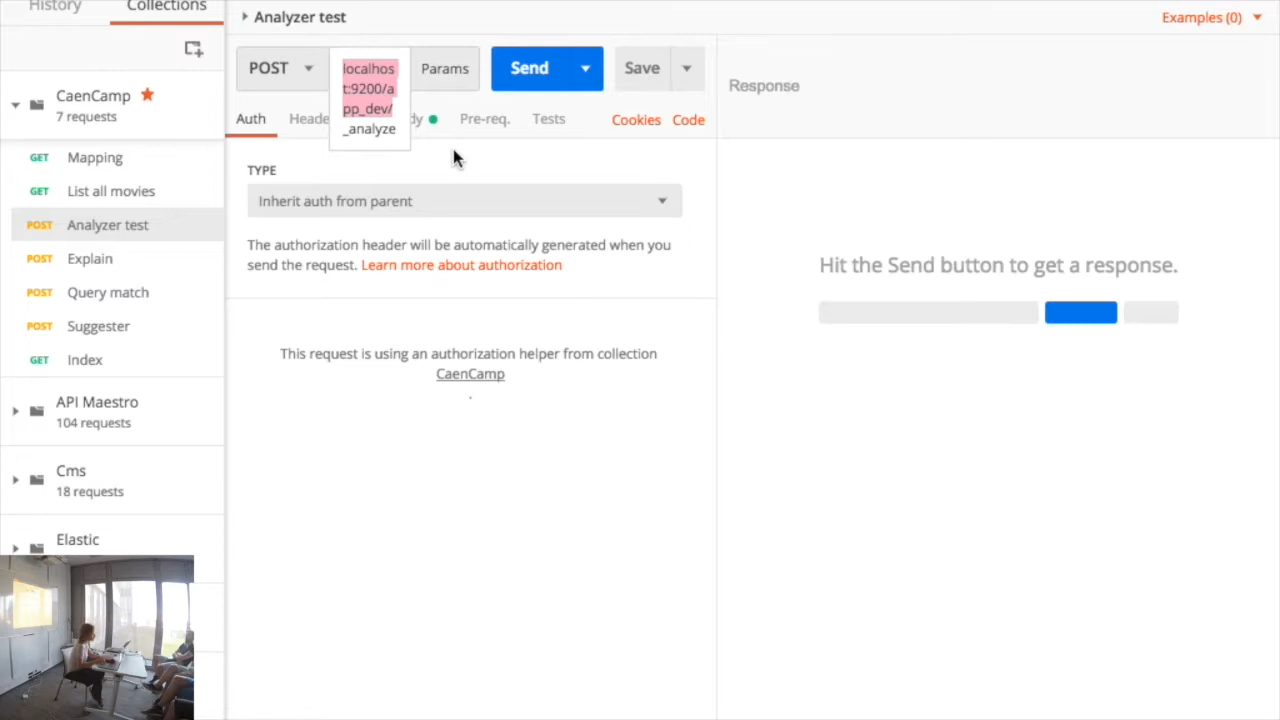 History
Collections
CaenCamp
7 requests
GET Mapping
GET List all movies
POST Analyzer test
POST Explain
POST Query match
POST Suggester
GET Index
API Maestro
104 requests
Cms
18 requests
Elastic
Analyzer test
Examples (0)
POST
localhos
t:9200/a
pp_dev/
_analyze
Params
Send
Save
Auth
Heade
dy
Pre-req.
Tests
Cookies
Code
TYPE
Inherit auth from parent
The authorization header will be automatically generated when you
send the request. Learn more about authorization
This request is using an authorization helper from collection
CaenCamp
.
Response
Hit the Send button to get a response.